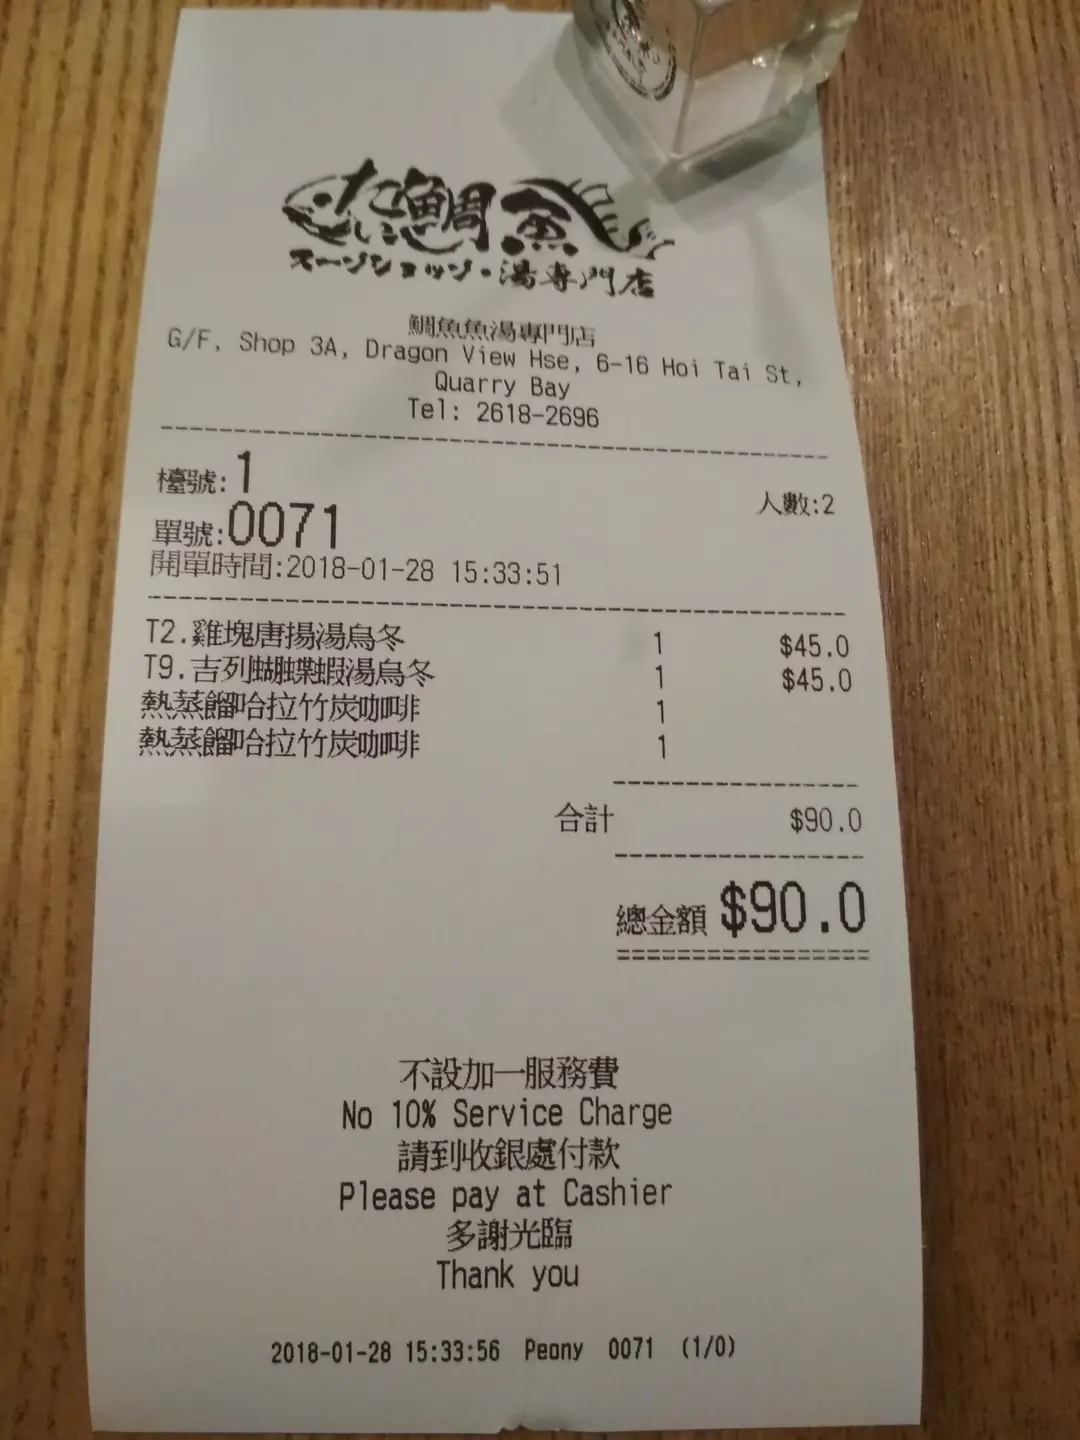 たい鯛魚
スープショップ・湯専門店
鯛魚魚湯專門店
G/F, Shop 3A, Dragon View Hse, 6-16 Hoi Tai St,
Quarry Bay
Tel: 2618-2696
檯號:1
人數:2
單號:0071
開單時間:2018-01-28 15:33:51
T2.雞塊唐揚湯烏冬 1 $45.0
T9.吉列蝴蝶蝦湯烏冬 1 $45.0
熱蒸餾哈拉竹炭咖啡 1
熱蒸餾哈拉竹炭咖啡 1
合計 $90.0
總金額 $90.0
不設加一服務費
No 10% Service Charge
請到收銀處付款
Please pay at Cashier
多謝光臨
Thank you
2018-01-28 15:33:56 Peony 0071 (1/0)